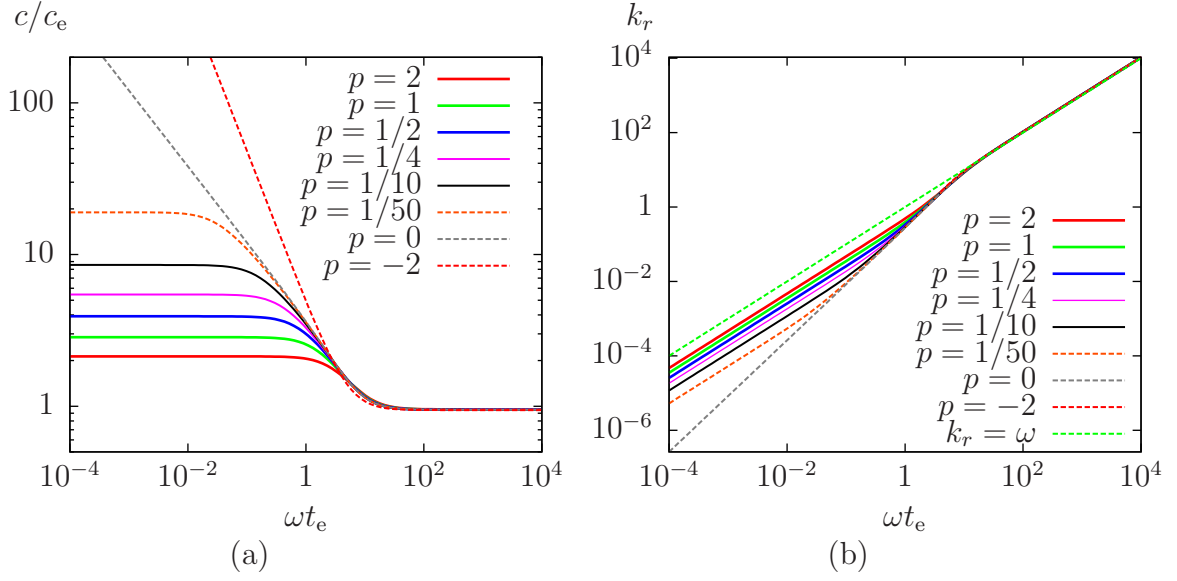 c/c_e
100
10
1
10^{-4}
10^{-2}
1
10^2
10^4
ωt_e
p = 2
p = 1
p = 1/2
p = 1/4
p = 1/10
p = 1/50
p = 0
p = −2
(a)
k_r
10^4
10^2
1
10^{-2}
10^{-4}
10^{-6}
10^{-4}
10^{-2}
1
10^2
10^4
ωt_e
p = 2
p = 1
p = 1/2
p = 1/4
p = 1/10
p = 1/50
p = 0
p = −2
k_r = ω
(b)